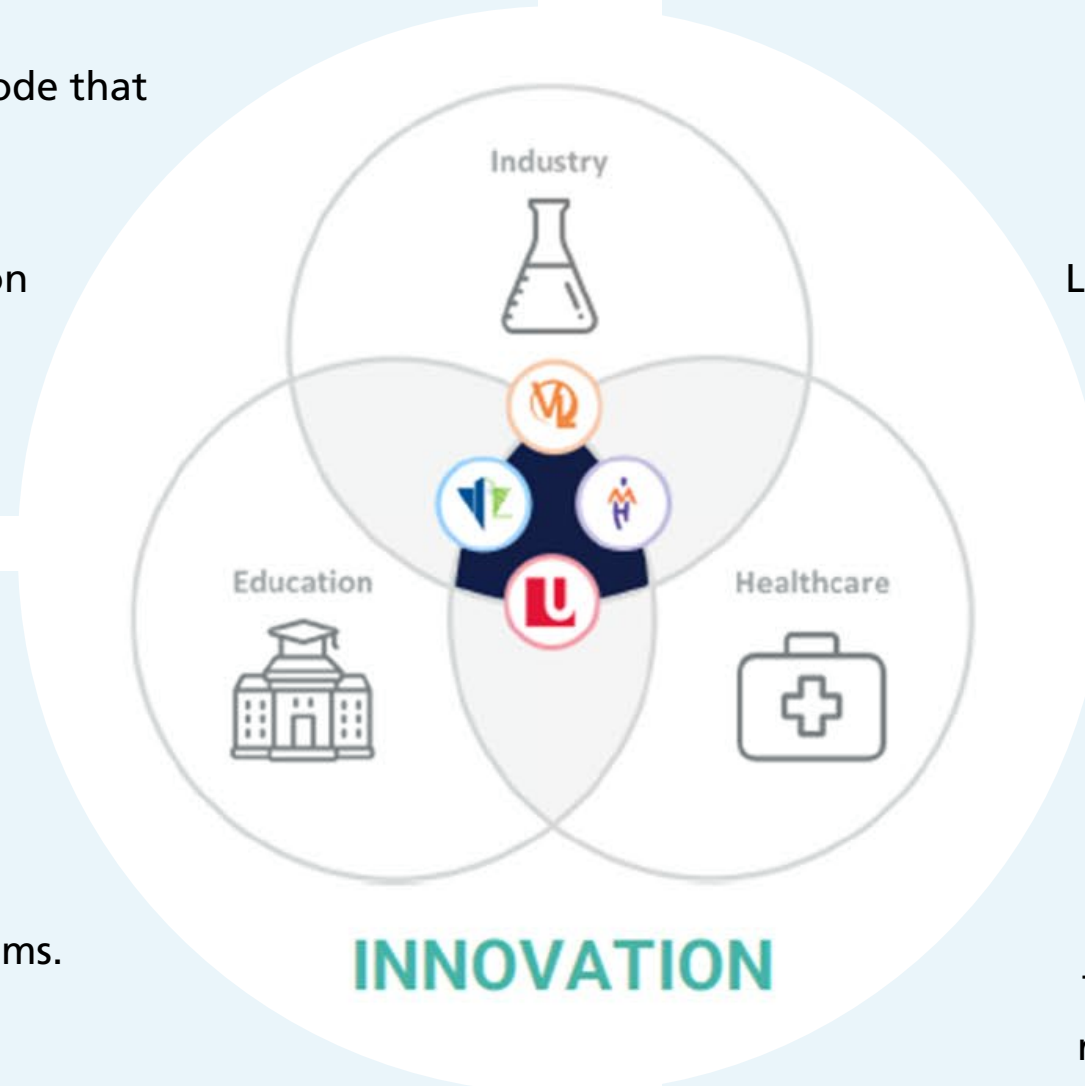 ode that
Industry
on
L
Education
Healthcare
ms.
INNOVATION